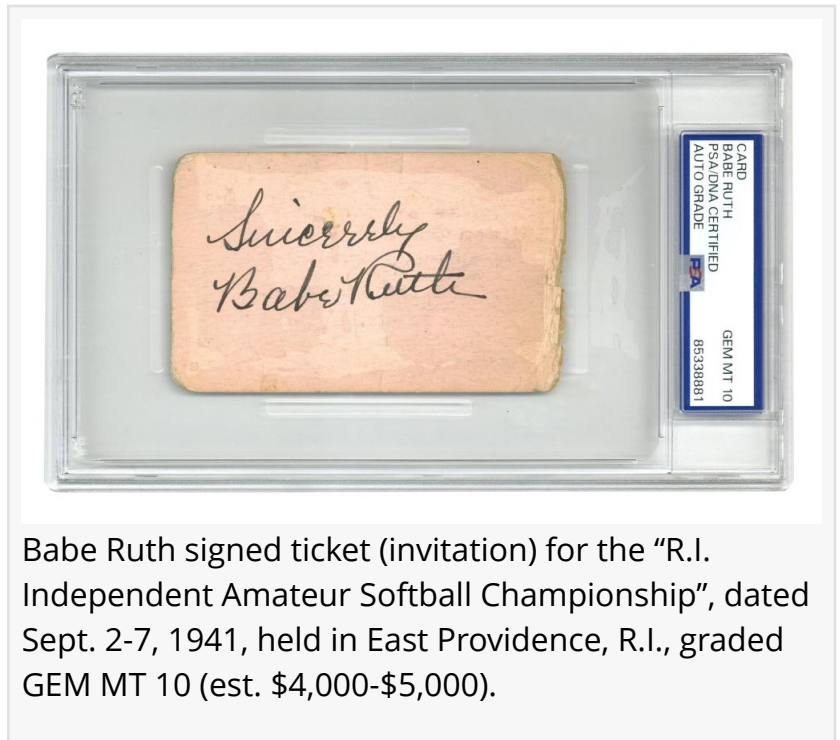 Sincerely
Babe Ruth
CARD
BABE RUTH
PSA/DNA CERTIFIED
AUTO GRADE
PSA
GEM MT 10
85338881
Babe Ruth signed ticket (invitation) for the “R.I.
Independent Amateur Softball Championship”, dated
Sept. 2-7, 1941, held in East Providence, R.I., graded
GEM MT 10 (est. $4,000-$5,000).